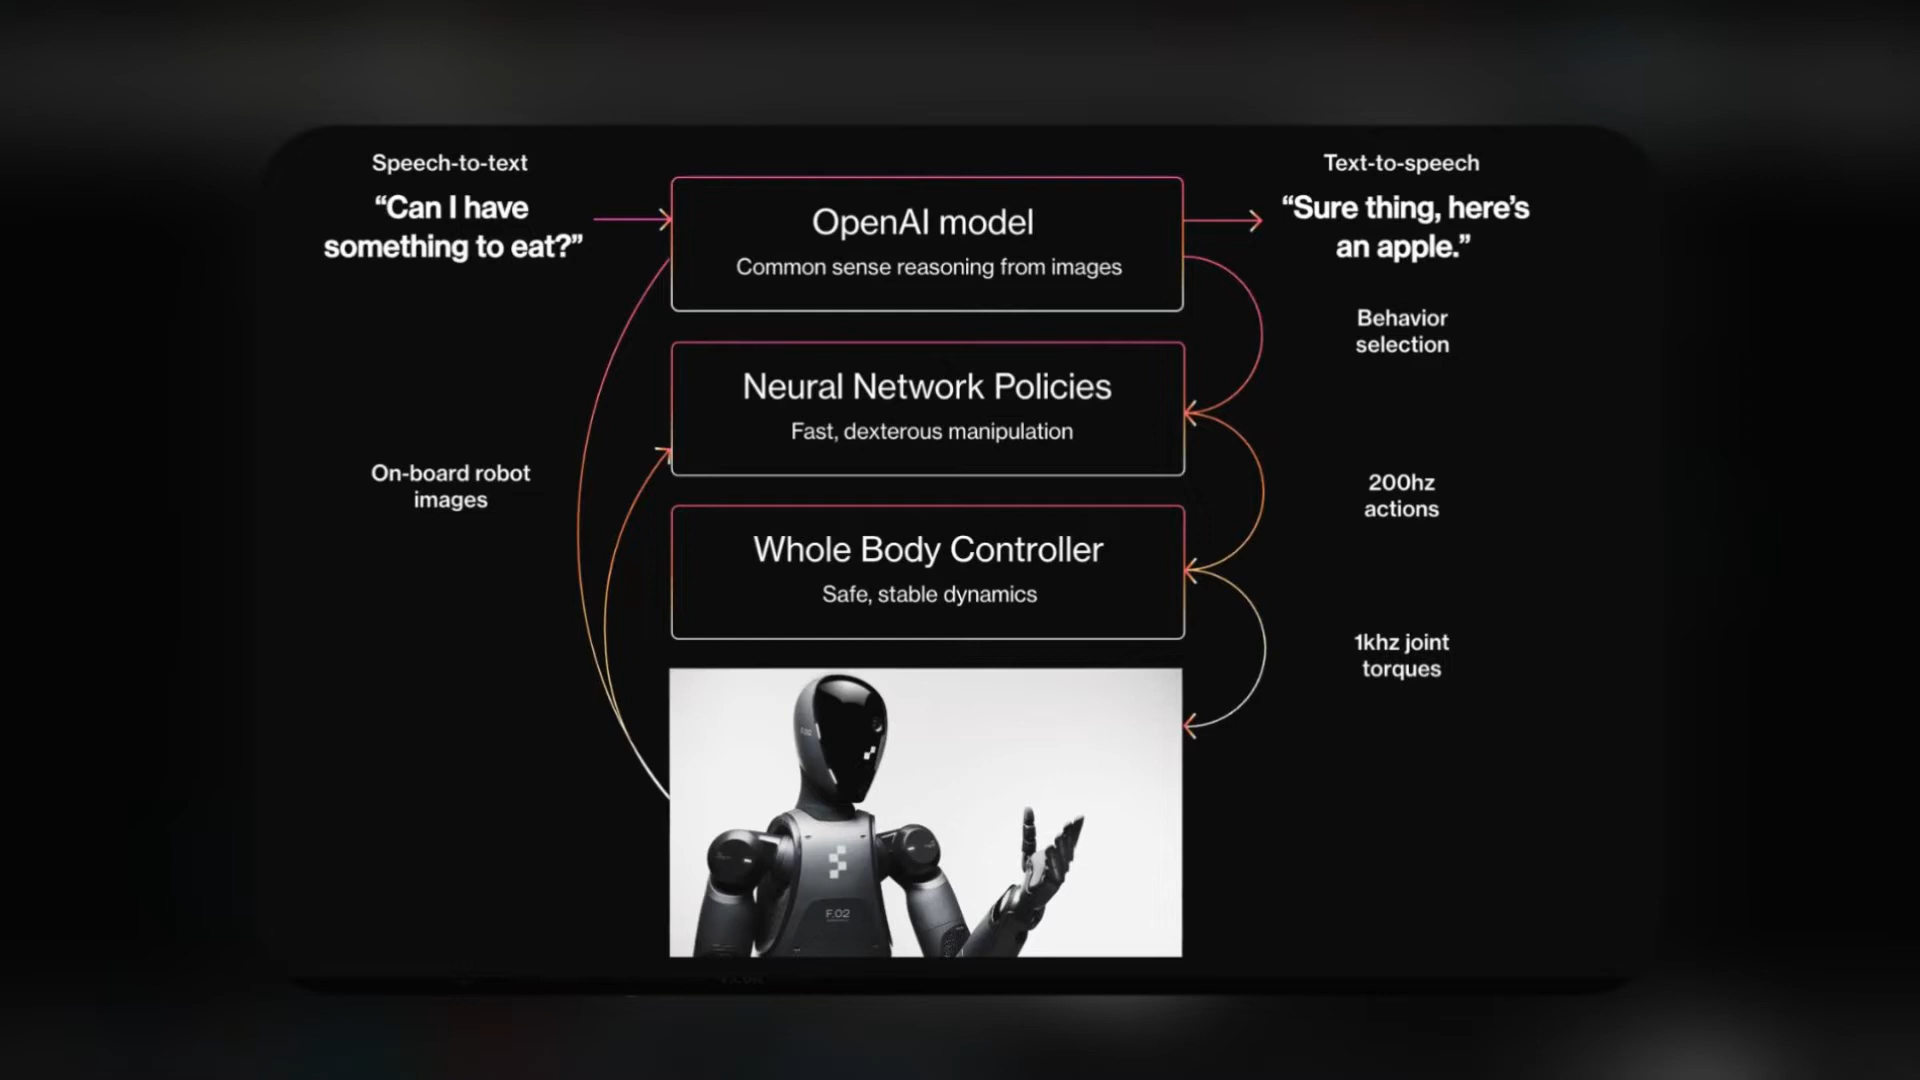 Speech-to-text
“Can I have
something to eat?”
OpenAI model
Common sense reasoning from images
Text-to-speech
“Sure thing, here’s
an apple.”
Behavior
selection
Neural Network Policies
Fast, dexterous manipulation
On-board robot
images
200hz
actions
Whole Body Controller
Safe, stable dynamics
1khz joint
torques
F.02